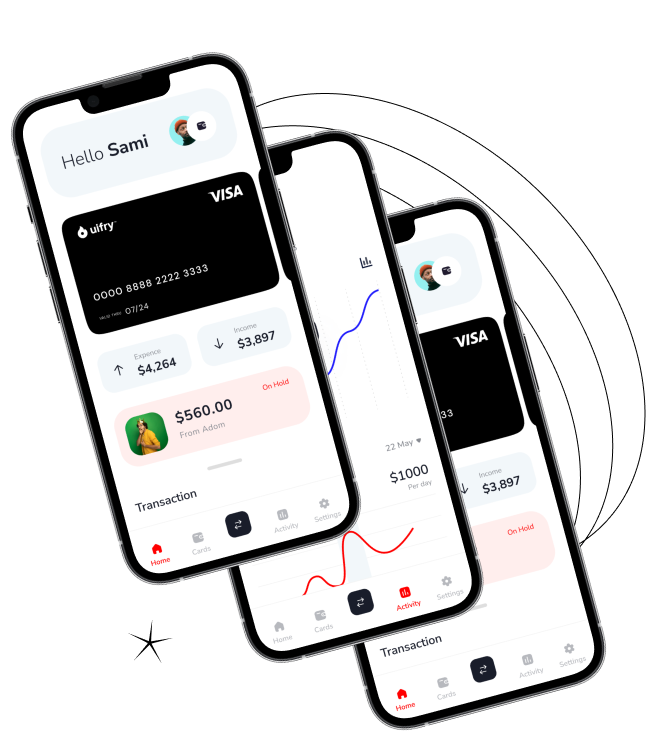 Hello Sami
uifry™
VISA
0000 8888 2222 3333
VALID THRU 07/24
Expence
$4,264
Income
$3,897
$560.00
From Adom
On Hold
Transaction
Home
Cards
Activity
Settings
22 May
$1000
Per day
Home
Cards
Activity
Settings
VISA
33
Income
$3,897
On Hold
Transaction
Home
Cards
Activity
Settings